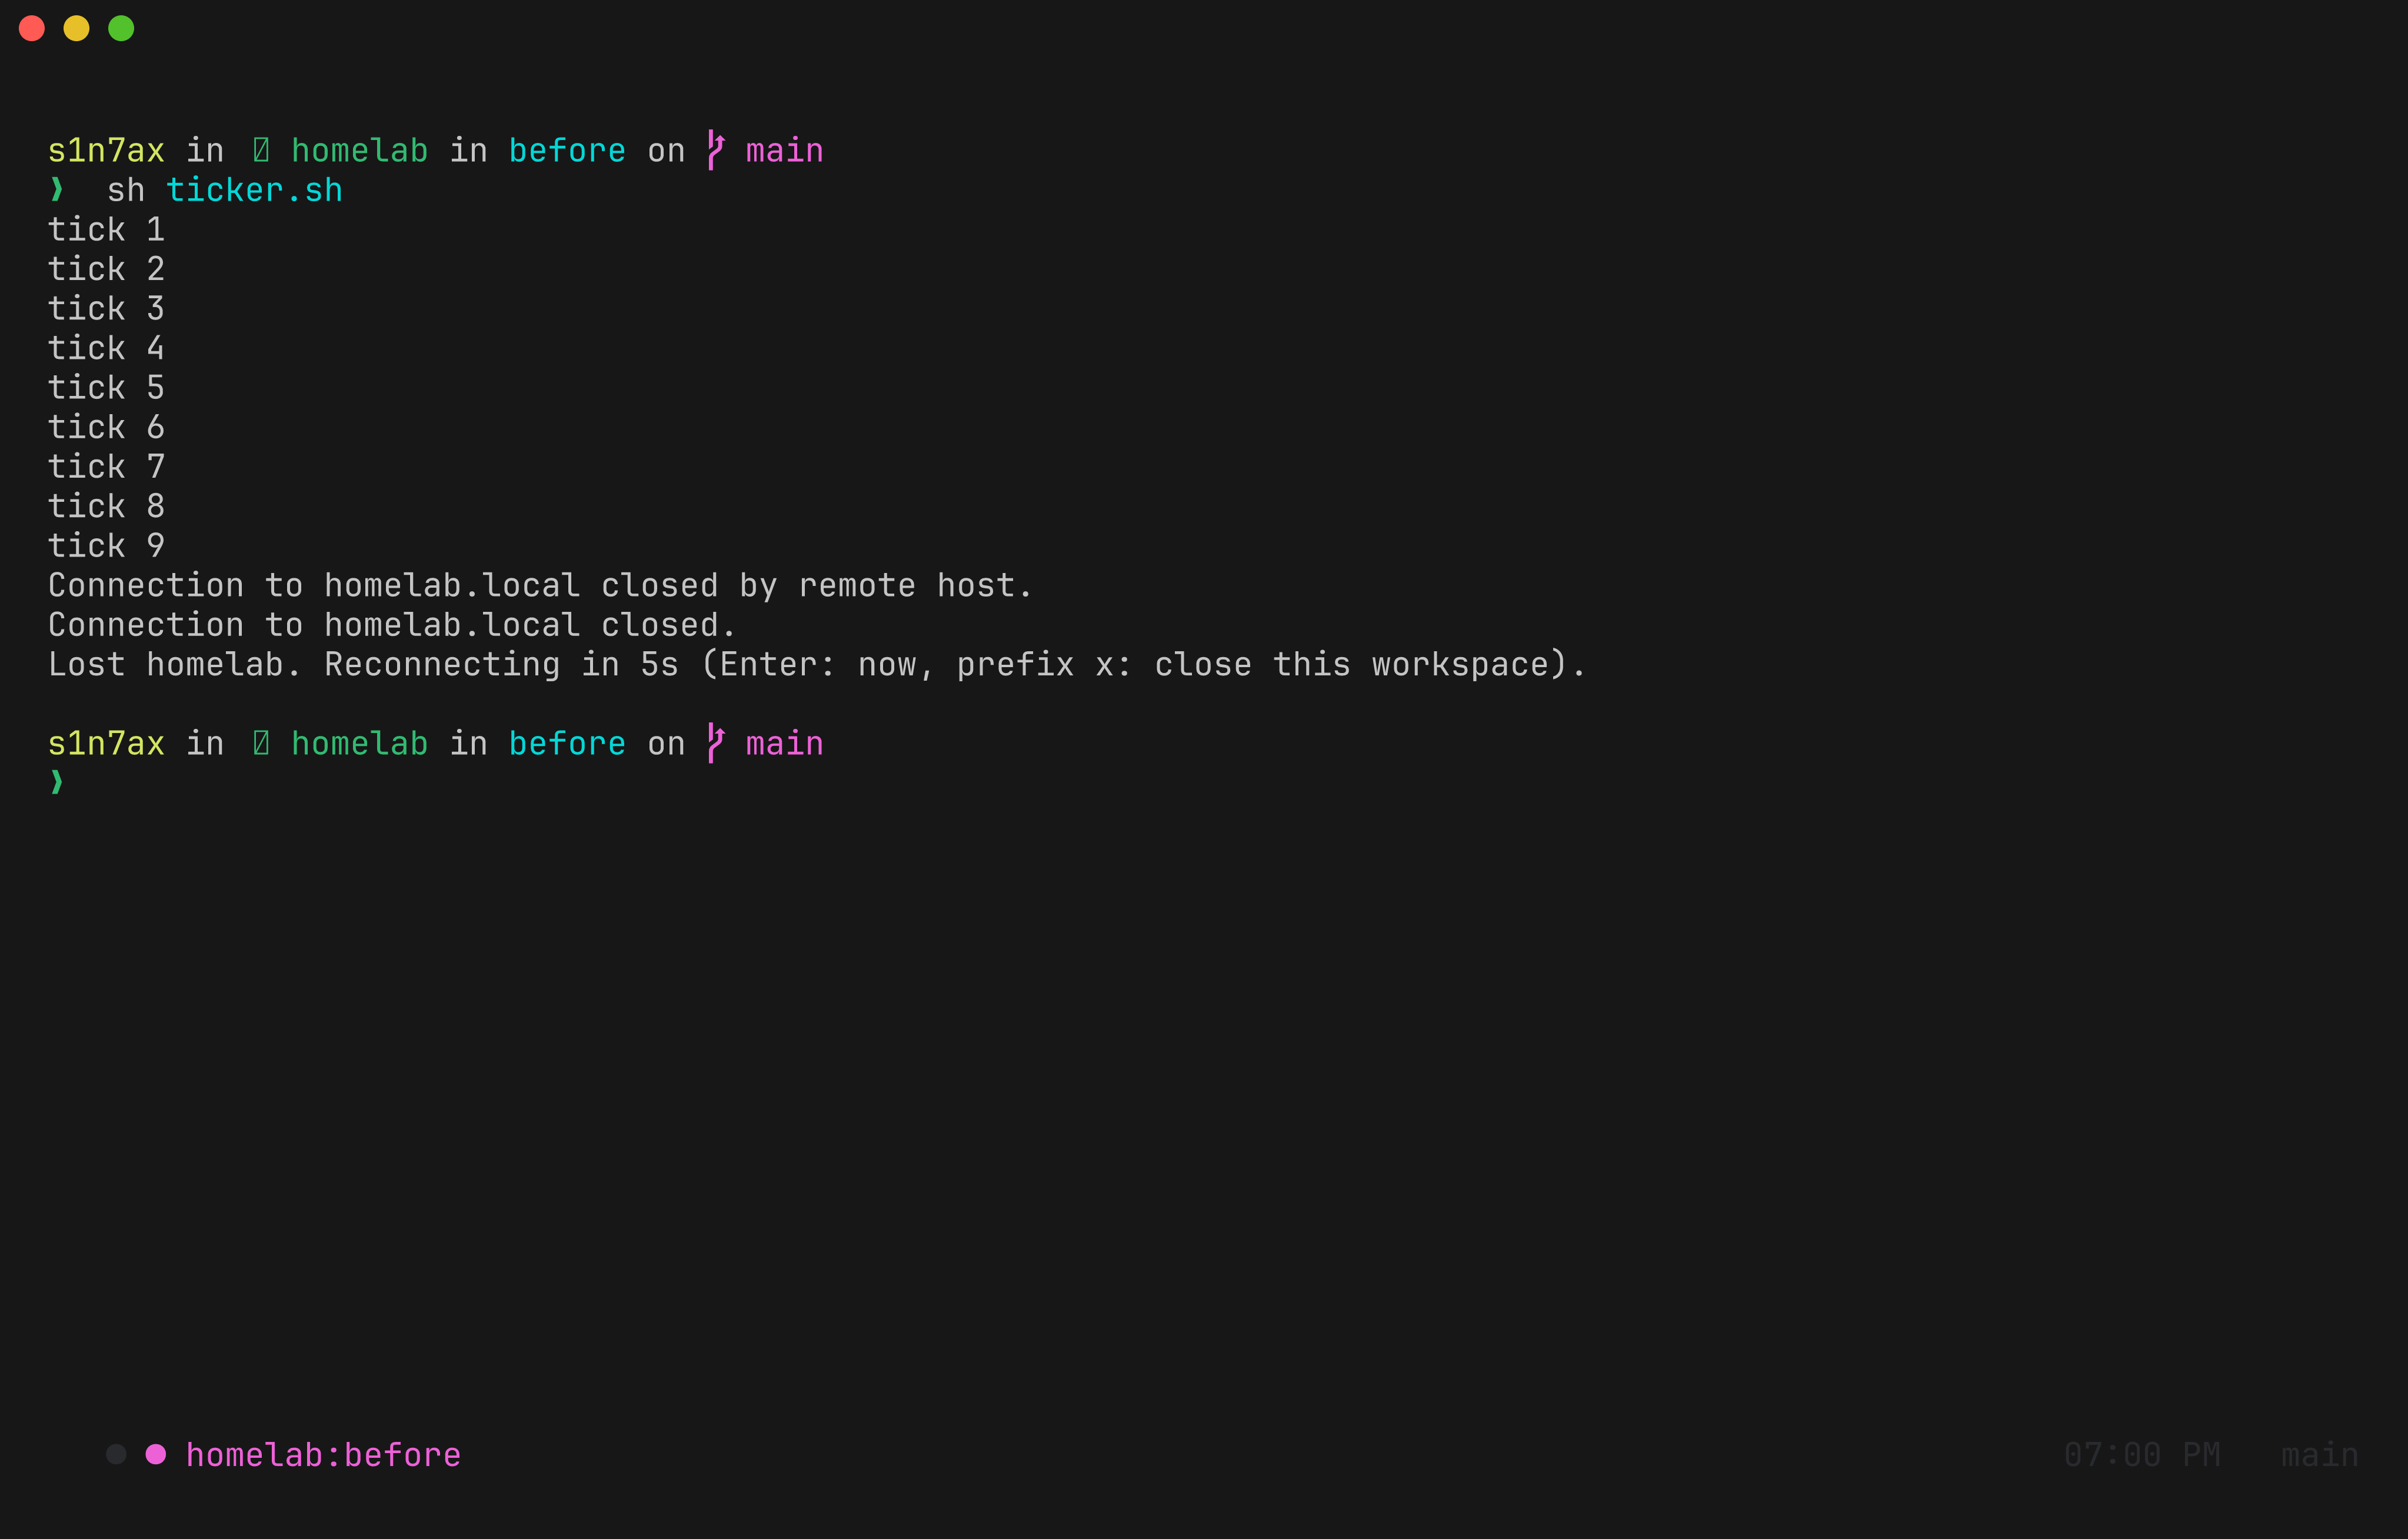 s1n7ax in homelab in before on main
❱ sh ticker.sh
tick 1
tick 2
tick 3
tick 4
tick 5
tick 6
tick 7
tick 8
tick 9
Connection to homelab.local closed by remote host.
Connection to homelab.local closed.
Lost homelab. Reconnecting in 5s (Enter: now, prefix x: close this workspace).
s1n7ax in homelab in before on main
❱
homelab:before
07:00 PM main